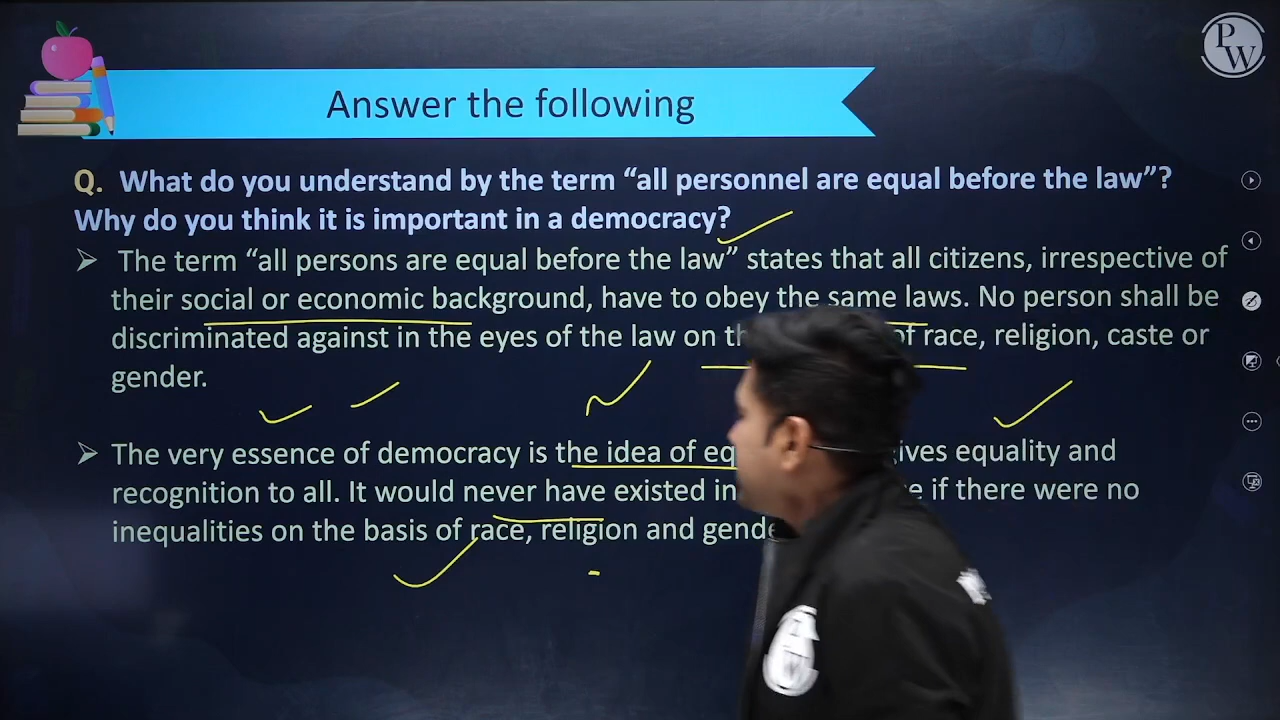 PW
Answer the following
Q. What do you understand by the term “all personnel are equal before the law”?
Why do you think it is important in a democracy?
➢ The term “all persons are equal before the law” states that all citizens, irrespective of
their social or economic background, have to obey the same laws. No person shall be
discriminated against in the eyes of the law on of race, religion, caste or
gender.
➢ The very essence of democracy is the idea of equality and
recognition to all. It would never have existed in if there were no
inequalities on the basis of race, religion and